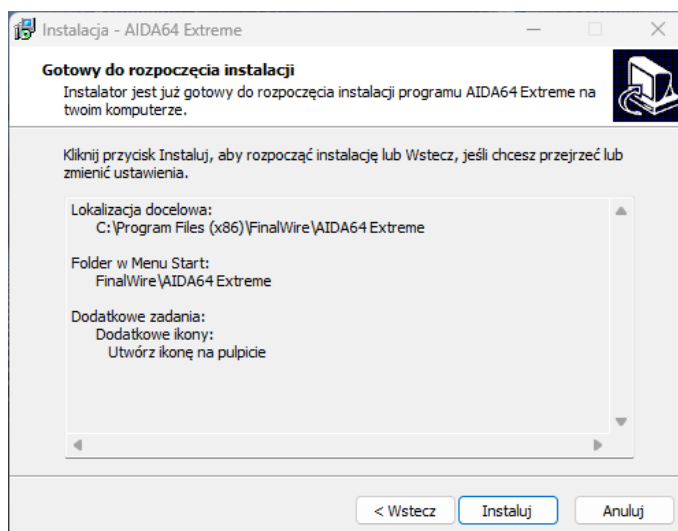 Instalacja - AIDA64 Extreme
Gotowy do rozpoczęcia instalacji
Instalator jest już gotowy do rozpoczęcia instalacji programu AIDA64 Extreme na
twoim komputerze.
Kliknij przycisk Instaluj, aby rozpocząć instalację lub Wstecz, jeśli chcesz przejrzeć lub
zmienić ustawienia.
Lokalizacja docelowa:
C:\Program Files (x86)\FinalWire\AIDA64 Extreme
Folder w Menu Start:
FinalWire\AIDA64 Extreme
Dodatkowe zadania:
Dodatkowe ikony:
Utwórz ikonę na pulpicie
< Wstecz
Instaluj
Anuluj